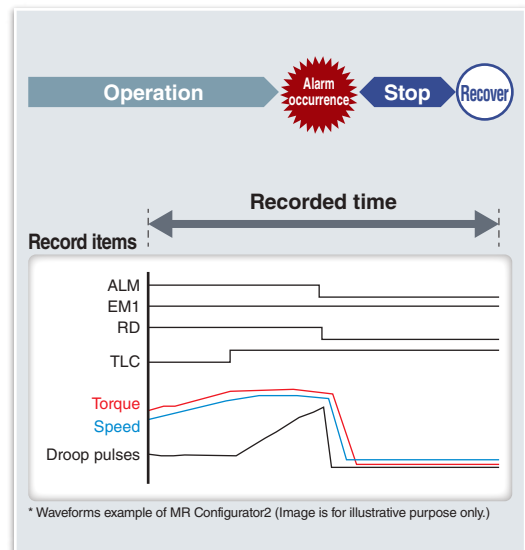 Operation
Alarm
occurrence
Stop
Recover
Recorded time
Record items
ALM
EM1
RD
TLC
Torque
Speed
Droop pulses
* Waveforms example of MR Configurator2 (Image is for illustrative purpose only.)